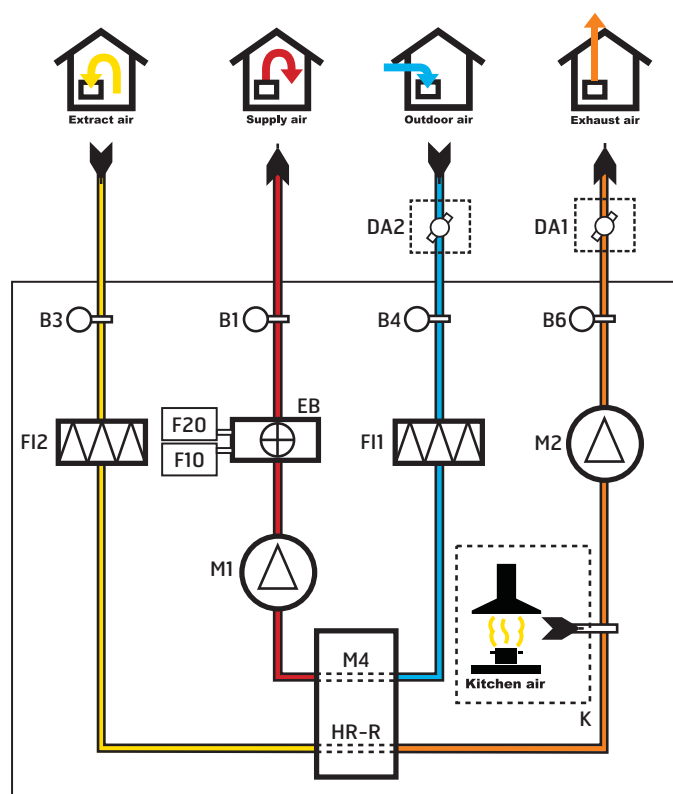 Extract air
Supply air
Outdoor air
Exhaust air
DA2
DA1
B3
B1
B4
B6
EB
F20
F10
FI2
FI1
M2
M1
M4
Kitchen air
K
HR-R